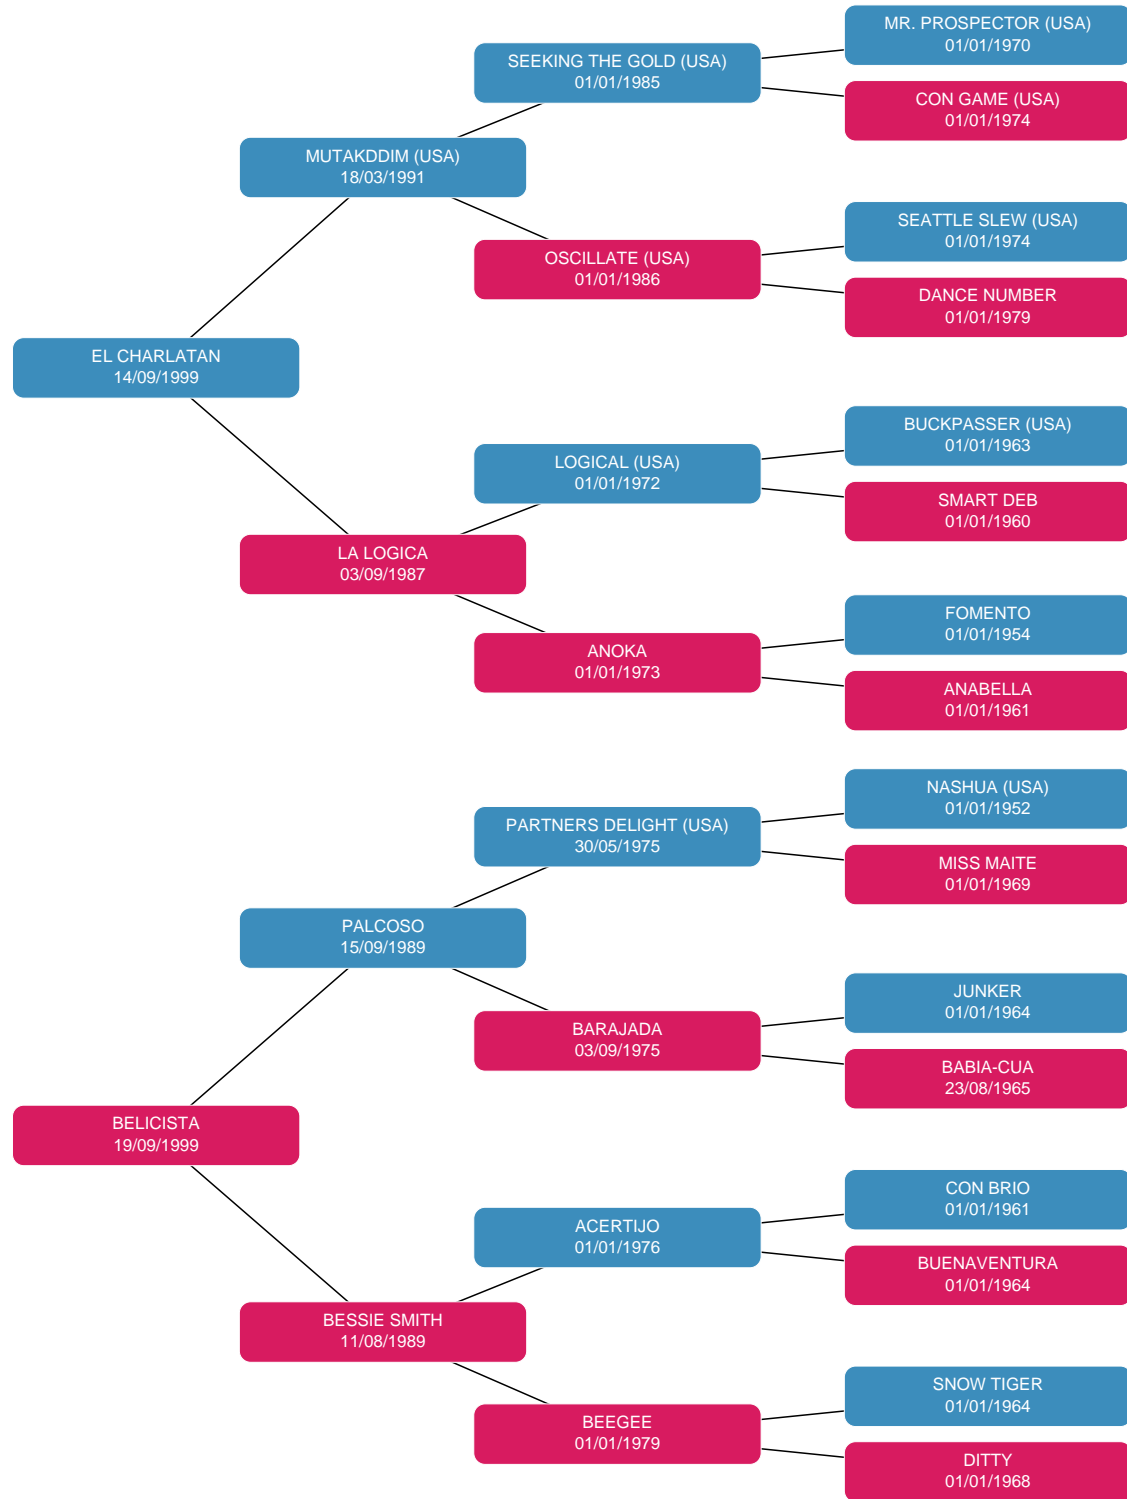 MR. PROSPECTOR (USA)
01/01/1970
SEEKING THE GOLD (USA)
01/01/1985
CON GAME (USA)
01/01/1974
MUTAKDDIM (USA)
18/03/1991
SEATTLE SLEW (USA)
01/01/1974
OSCILLATE (USA)
01/01/1986
DANCE NUMBER
01/01/1979
EL CHARLATAN
14/09/1999
BUCKPASSER (USA)
01/01/1963
LOGICAL (USA)
01/01/1972
SMART DEB
01/01/1960
LA LOGICA
03/09/1987
FOMENTO
01/01/1954
ANOKA
01/01/1973
ANABELLA
01/01/1961
NASHUA (USA)
01/01/1952
PARTNERS DELIGHT (USA)
30/05/1975
MISS MAITE
01/01/1969
PALCOSO
15/09/1989
JUNKER
01/01/1964
BARAJADA
03/09/1975
BABIA-CUA
23/08/1965
BELICISTA
19/09/1999
CON BRIO
01/01/1961
ACERTIJO
01/01/1976
BUENAVENTURA
01/01/1964
BESSIE SMITH
11/08/1989
SNOW TIGER
01/01/1964
BEEGEE
01/01/1979
DITTY
01/01/1968